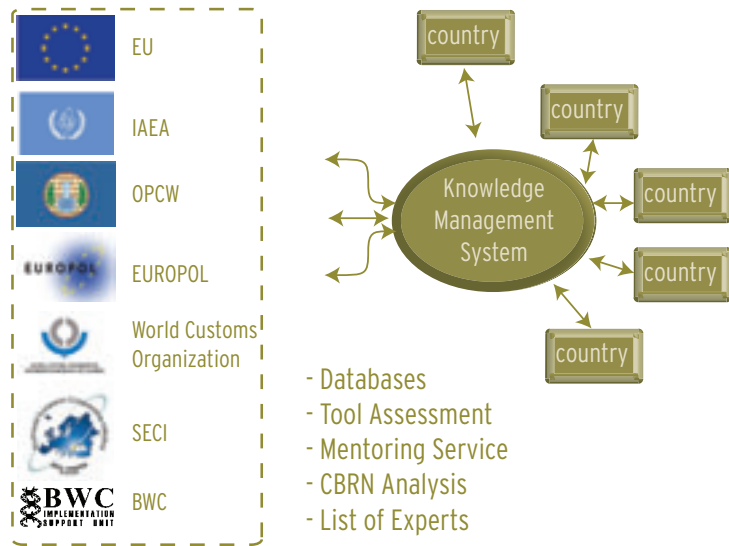 EU
IAEA
OPCW
EUROPOL
EUROPOL
World Customs
Organization
SECI
BWC
IMPLEMENTATION
SUPPORT UNIT
BWC
country
country
country
country
country
Knowledge
Management
System
- Databases
- Tool Assessment
- Mentoring Service
- CBRN Analysis
- List of Experts